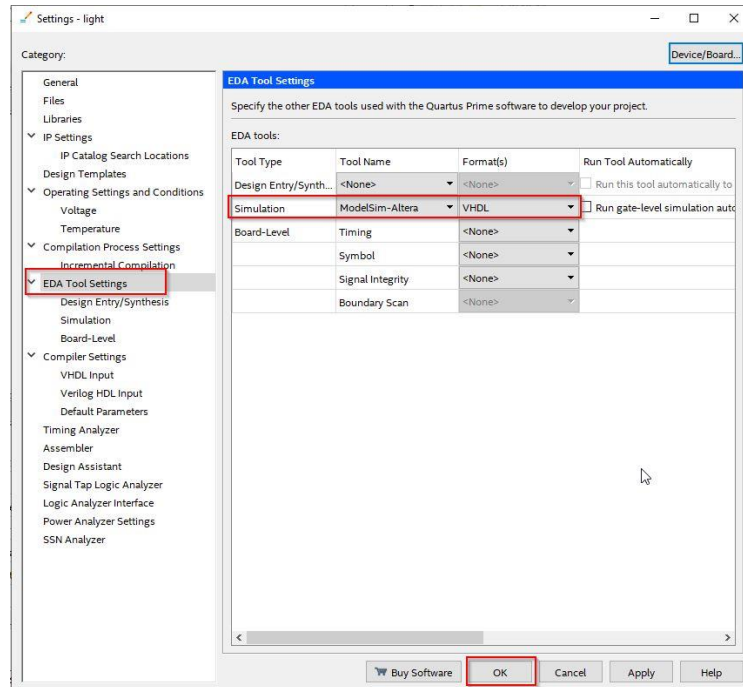 Settings - light
Category:
Device/Board...
General
Files
Libraries
IP Settings
IP Catalog Search Locations
Design Templates
Operating Settings and Conditions
Voltage
Temperature
Compilation Process Settings
Incremental Compilation
EDA Tool Settings
Design Entry/Synthesis
Simulation
Board-Level
Compiler Settings
VHDL Input
Verilog HDL Input
Default Parameters
Timing Analyzer
Assembler
Design Assistant
Signal Tap Logic Analyzer
Logic Analyzer Interface
Power Analyzer Settings
SSN Analyzer
EDA Tool Settings
Specify the other EDA tools used with the Quartus Prime software to develop your project.
EDA tools:
Tool Type Tool Name Format(s) Run Tool Automatically
Design Entry/Synth... <None> <None> Run this tool automatically to
Simulation ModelSim-Altera VHDL Run gate-level simulation auto
Board-Level Timing <None>
Symbol <None>
Signal Integrity <None>
Boundary Scan <None>
Buy Software OK Cancel Apply Help